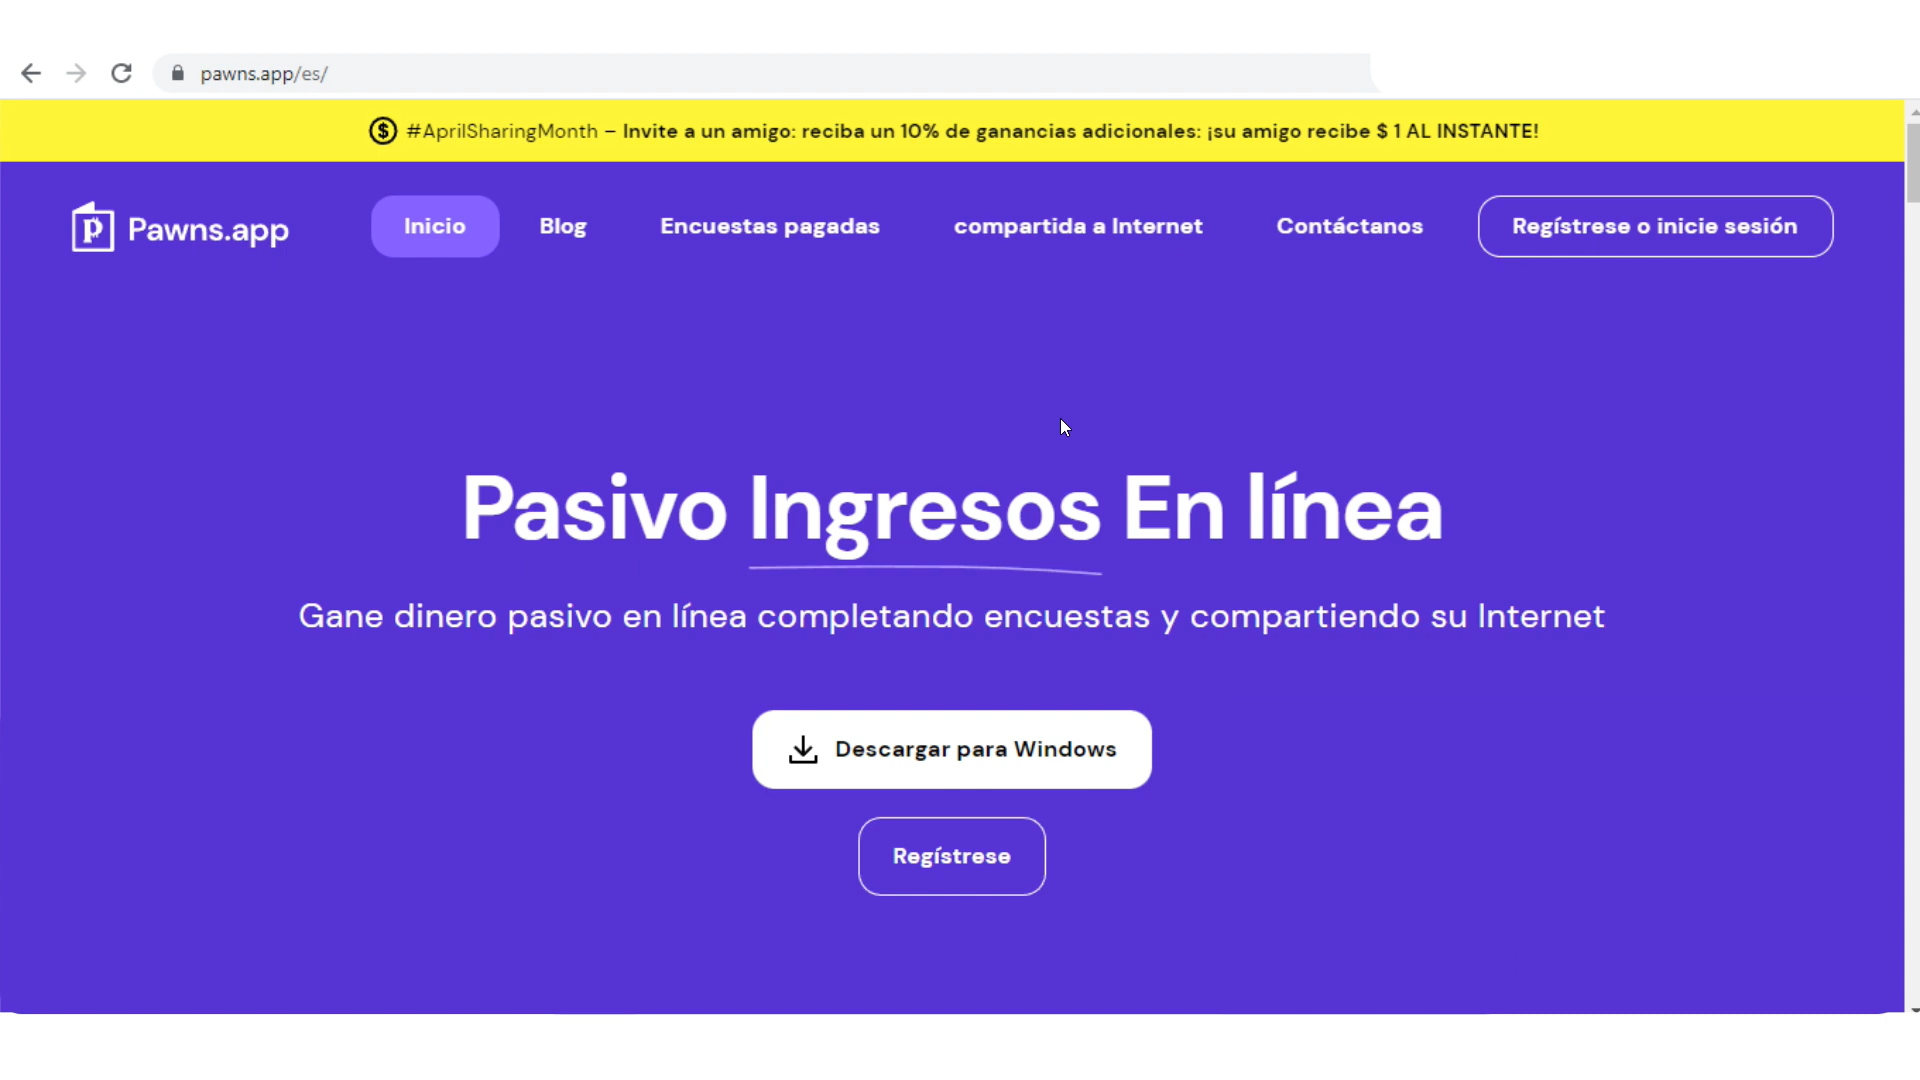 pawns.app/es/
#AprilSharingMonth – Invite a un amigo: reciba un 10% de ganancias adicionales: ¡su amigo recibe $ 1 AL INSTANTE!
Pawns.app Inicio Blog Encuestas pagadas compartida a Internet Contáctanos Regístrese o inicie sesión
Pasivo Ingresos En línea
Gane dinero pasivo en línea completando encuestas y compartiendo su Internet
Descargar para Windows
Regístrese